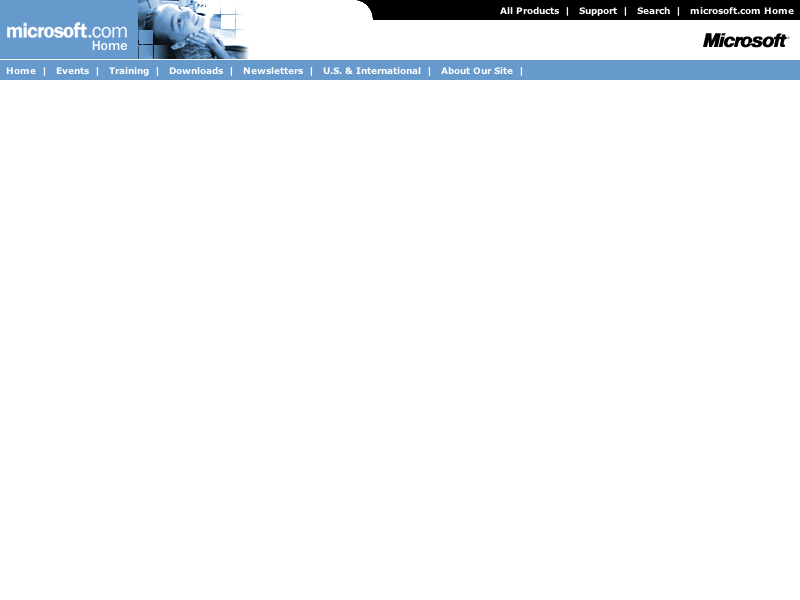 All Products | Support | Search | microsoft.com Home
microsoft.com
Home
Microsoft
Home | Events | Training | Downloads | Newsletters | U.S. & International | About Our Site |